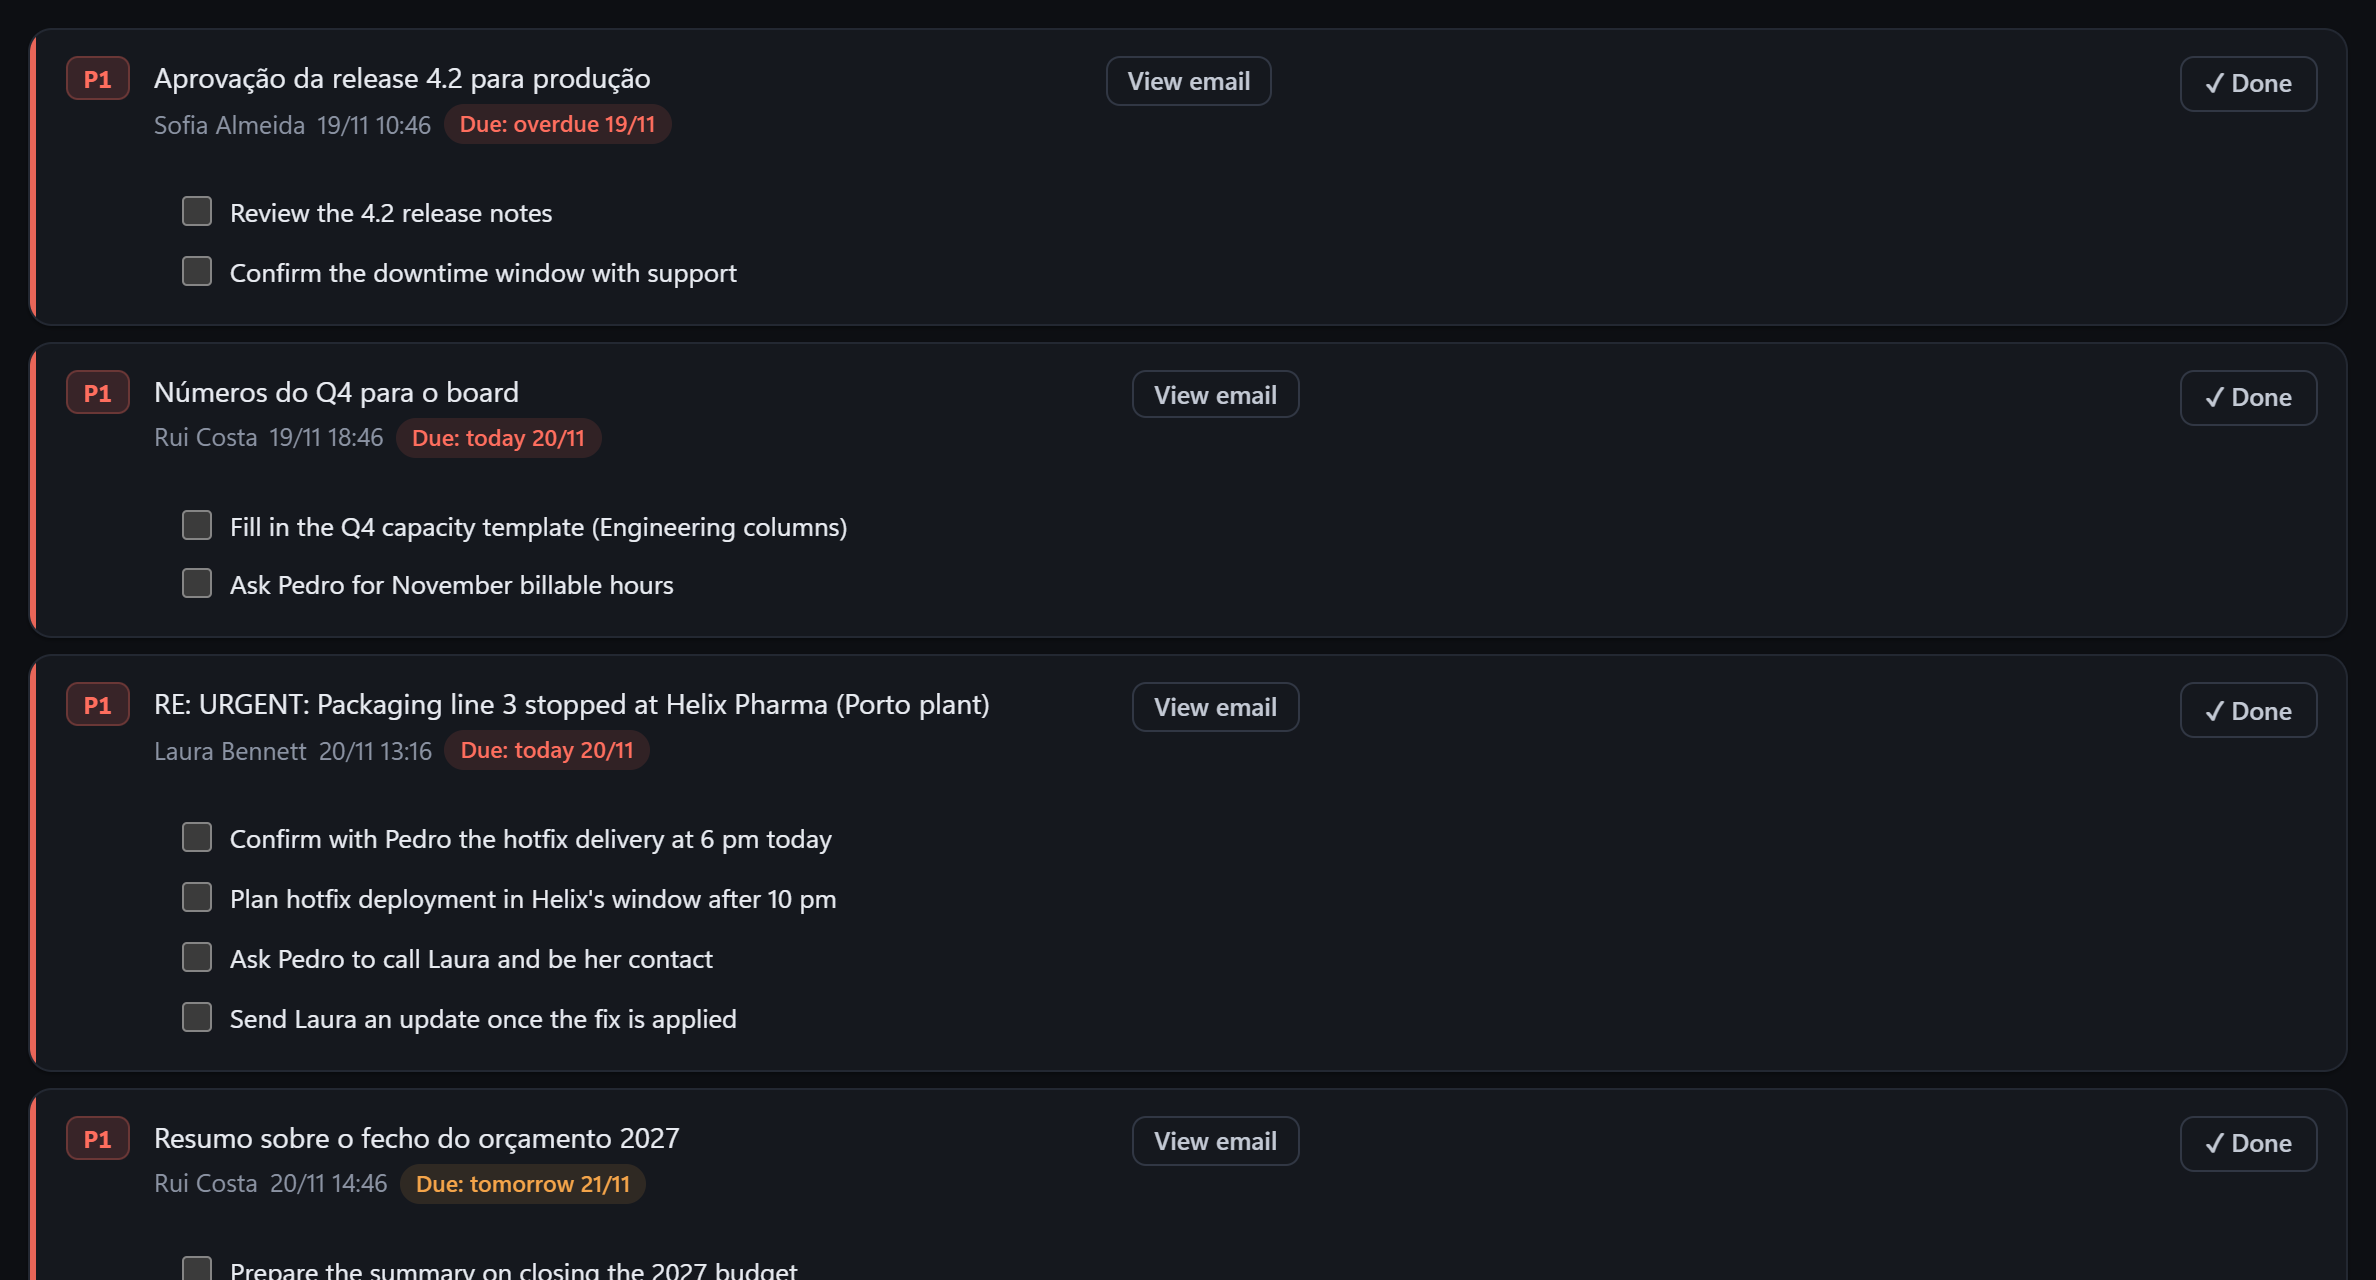 P1 Aprovação da release 4.2 para produção View email ✓ Done
Sofia Almeida 19/11 10:46 Due: overdue 19/11
Review the 4.2 release notes
Confirm the downtime window with support
P1 Números do Q4 para o board View email ✓ Done
Rui Costa 19/11 18:46 Due: today 20/11
Fill in the Q4 capacity template (Engineering columns)
Ask Pedro for November billable hours
P1 RE: URGENT: Packaging line 3 stopped at Helix Pharma (Porto plant) View email ✓ Done
Laura Bennett 20/11 13:16 Due: today 20/11
Confirm with Pedro the hotfix delivery at 6 pm today
Plan hotfix deployment in Helix's window after 10 pm
Ask Pedro to call Laura and be her contact
Send Laura an update once the fix is applied
P1 Resumo sobre o fecho do orçamento 2027 View email ✓ Done
Rui Costa 20/11 14:46 Due: tomorrow 21/11
Prepare the summary on closing the 2027 budget